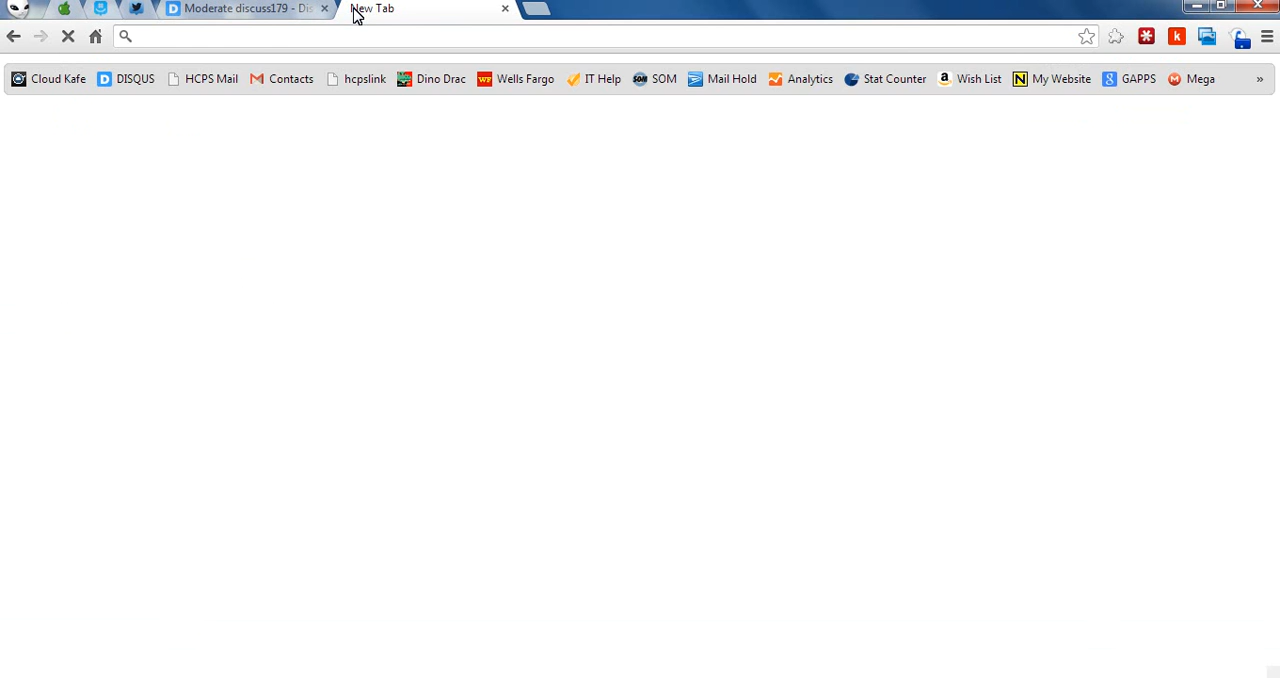 Moderate discuss179 - Dis
New Tab
Cloud Kafe DISQUS HCPS Mail Contacts hcpslink Dino Drac Wells Fargo IT Help SOM Mail Hold Analytics Stat Counter Wish List My Website GAPPS Mega »